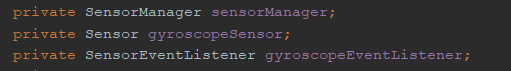 private SensorManager sensorManager;
private Sensor gyroscopeSensor;
private SensorEventListener gyroscopeEventListener;